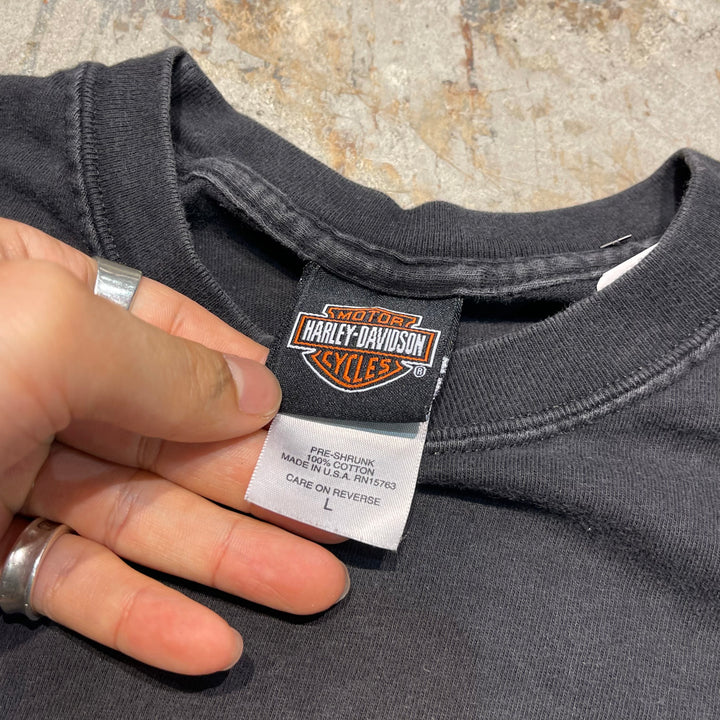 MOTOR
HARLEY-DAVIDSON
CYCLES
®
PRE-SHRUNK
100% COTTON
MADE IN U.S.A. RN15763
CARE ON REVERSE
L